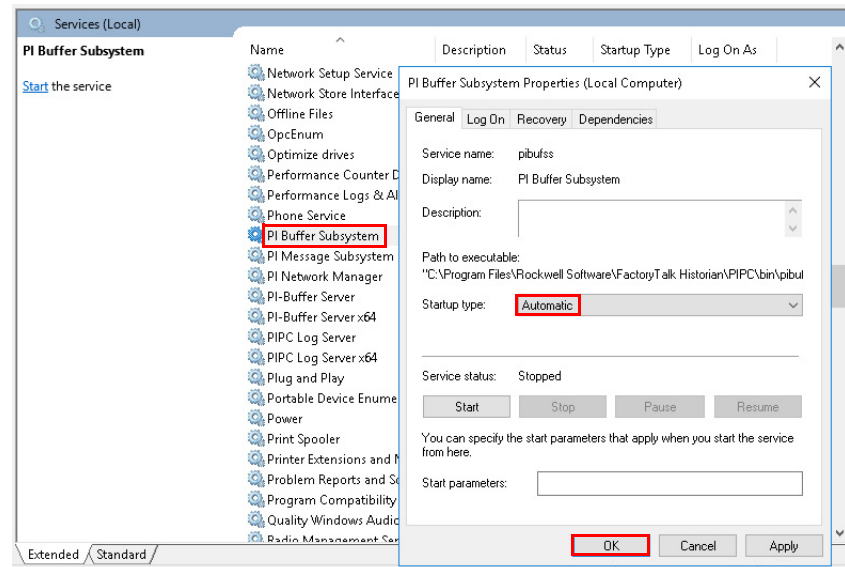 Services (Local)
PI Buffer Subsystem
Start the service
Name Description Status Startup Type Log On As
Network Setup Service
Network Store Interface
Offline Files
OpcEnum
Optimize drives
Performance Counter D
Performance Logs & Al
Phone Service
PI Buffer Subsystem
PI Message Subsystem
PI Network Manager
PI-Buffer Server
PI-Buffer Server x64
PIPC Log Server
PIPC Log Server x64
Plug and Play
Portable Device Enume
Power
Print Spooler
Printer Extensions and N
Problem Reports and So
Program Compatibility
Quality Windows Audio
Radio Management Ser
Extended
Standard
PI Buffer Subsystem Properties (Local Computer)
General Log On Recovery Dependencies
Service name: pibufss
Display name: PI Buffer Subsystem
Description:
Path to executable:
"C:\Program Files\Rockwell Software\FactoryTalk Historian\PIPC\bin\pibuf
Startup type: Automatic
Service status: Stopped
Start Stop Pause Resume
You can specify the start parameters that apply when you start the service
from here.
Start parameters:
OK Cancel Apply